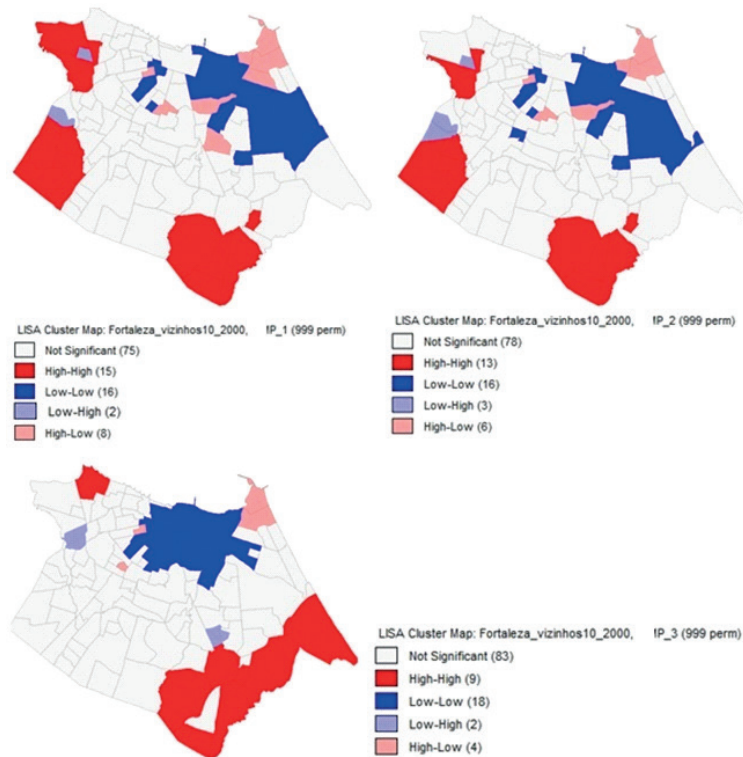 LISA Cluster Map: Fortaleza_vizinhos10_2000, IP_1 (999 perm)
Not Significant (75)
High-High (15)
Low-Low (16)
Low-High (2)
High-Low (8)
LISA Cluster Map: Fortaleza_vizinhos10_2000, IP_2 (999 perm)
Not Significant (78)
High-High (13)
Low-Low (16)
Low-High (3)
High-Low (6)
LISA Cluster Map: Fortaleza_vizinhos10_2000, IP_3 (999 perm)
Not Significant (83)
High-High (9)
Low-Low (18)
Low-High (2)
High-Low (4)